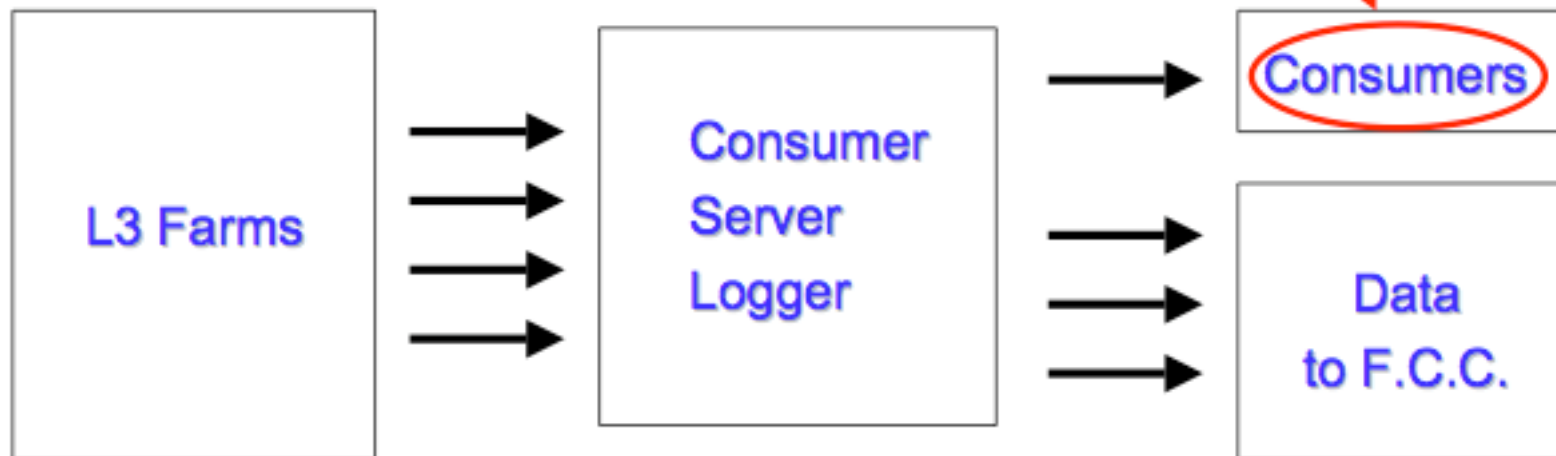 L3 Farms
Consumer
Server
Logger
Consumers
Data
to F.C.C.